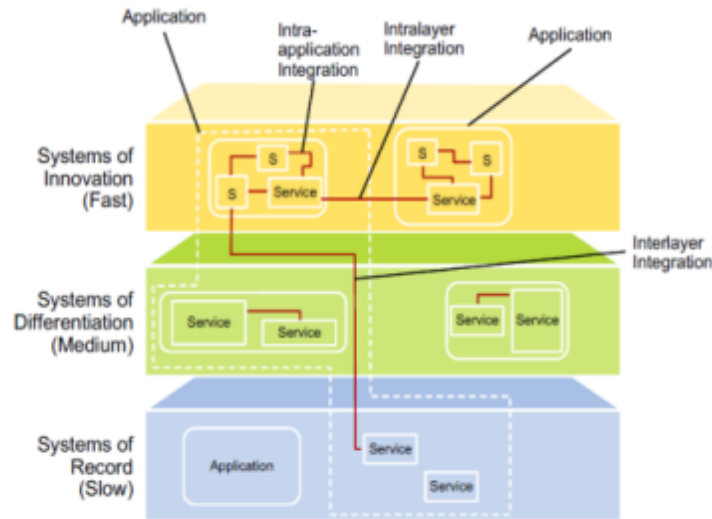 Application
Intra-
application
Integration
Intralayer
Integration
Application
Systems of
Innovation
(Fast)
S
S
Service
S
S
Service
Interlayer
Integration
Systems of
Differentiation
(Medium)
Service
Service
Service
Service
Systems of
Record
(Slow)
Application
Service
Service